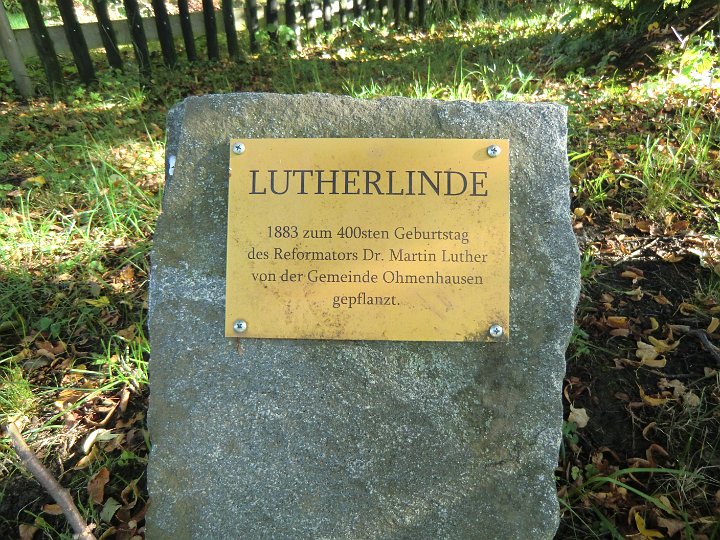 LUTHERLINDE
1883 zum 400sten Geburtstag
des Reformators Dr. Martin Luther
von der Gemeinde Ohmenhausen
gepflanzt.